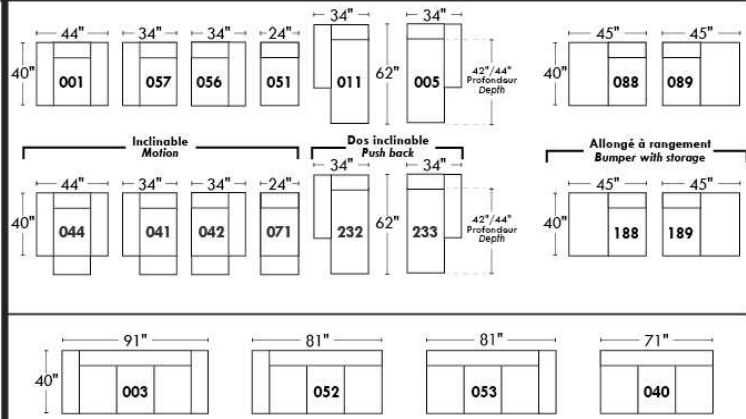 44" 34" 34" 24" 34" 34" 45" 45"
40" 001 057 056 051 011 62" 005 42"/44" 40" 088 089
Profondeur
Depth
Inclinable Dos inclinable Allongé à rangement
Motion Push back Bumper with storage
44" 34" 34" 24" 34" 34" 45" 45"
40" 044 041 042 071 232 62" 233 42"/44" 40" 188 189
Profondeur
Depth
91" 81" 81" 71"
40" 003 052 053 040